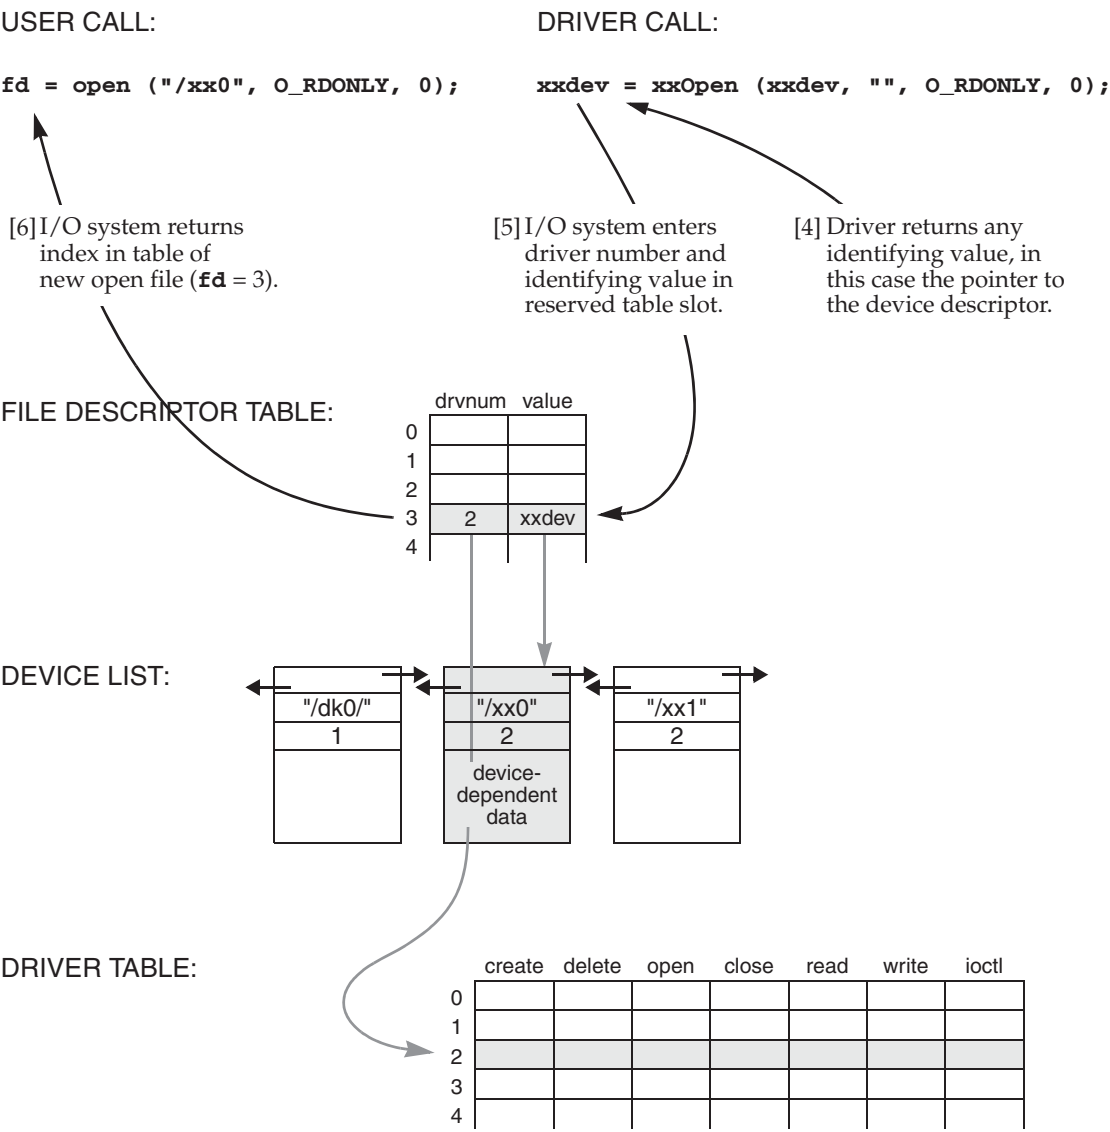 USER CALL:
DRIVER CALL:
fd = open ("/xx0", O_RDONLY, 0);
xxdev = xxOpen (xxdev, "", O_RDONLY, 0);
[6] I/O system returns
index in table of
new open file (fd = 3).
[5] I/O system enters
driver number and
identifying value in
reserved table slot.
[4] Driver returns any
identifying value, in
this case the pointer to
the device descriptor.
FILE DESCRIPTOR TABLE:
drvnum value
0
1
2
3 2 xxdev
4
DEVICE LIST:
"/dk0/" "/xx0" "/xx1"
1 2 2
device-
dependent
data
DRIVER TABLE:
create delete open close read write ioctl
0
1
2
3
4